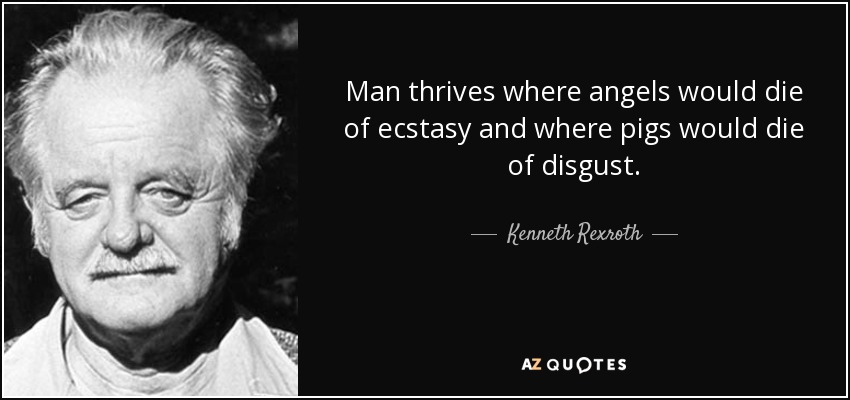 Man thrives where angels would die
of ecstasy and where pigs would die
of disgust.
Kenneth Rexroth
AZ QUOTES